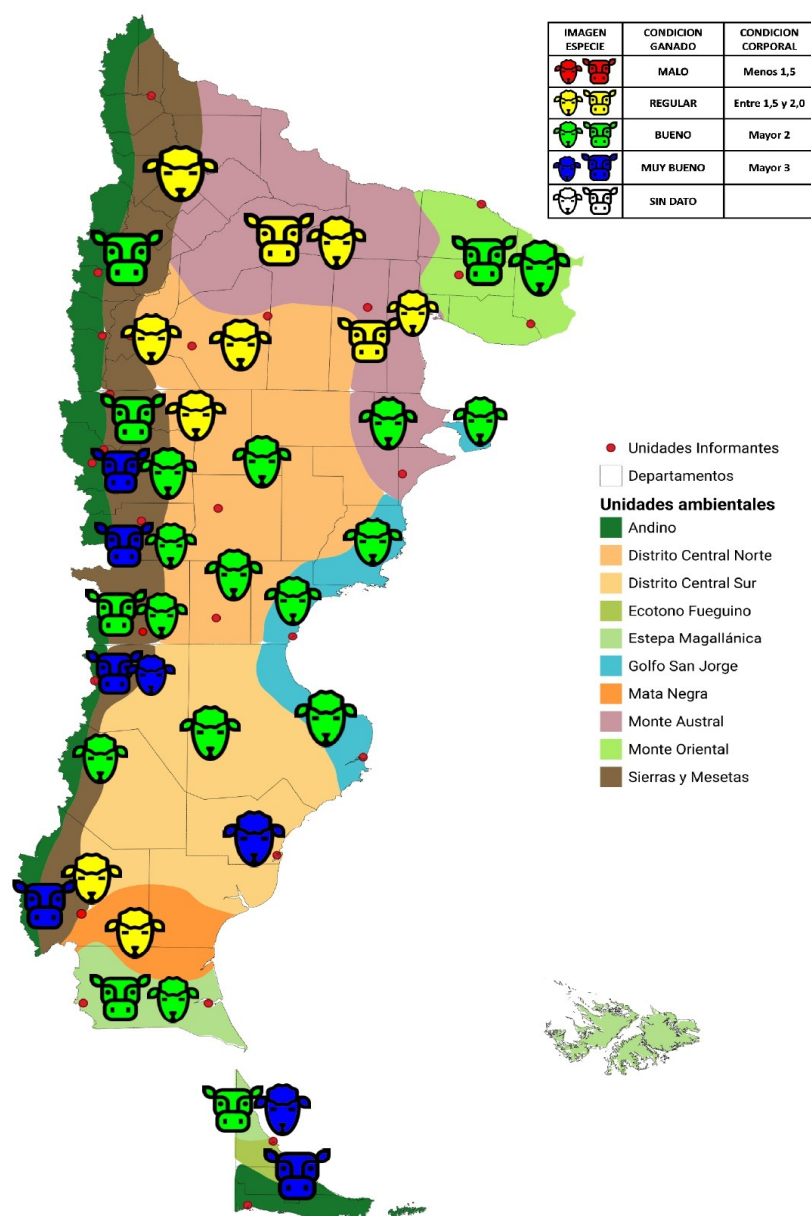 IMAGEN ESPECIE
CONDICION GANADO
CONDICION CORPORAL
MALO
Menos 1,5
REGULAR
Entre 1,5 y 2,0
BUENO
Mayor 2
MUY BUENO
Mayor 3
SIN DATO
Unidades Informantes
Departamentos
Unidades ambientales
Andino
Distrito Central Norte
Distrito Central Sur
Ecotono Fueguino
Estepa Magallánica
Golfo San Jorge
Mata Negra
Monte Austral
Monte Oriental
Sierras y Mesetas